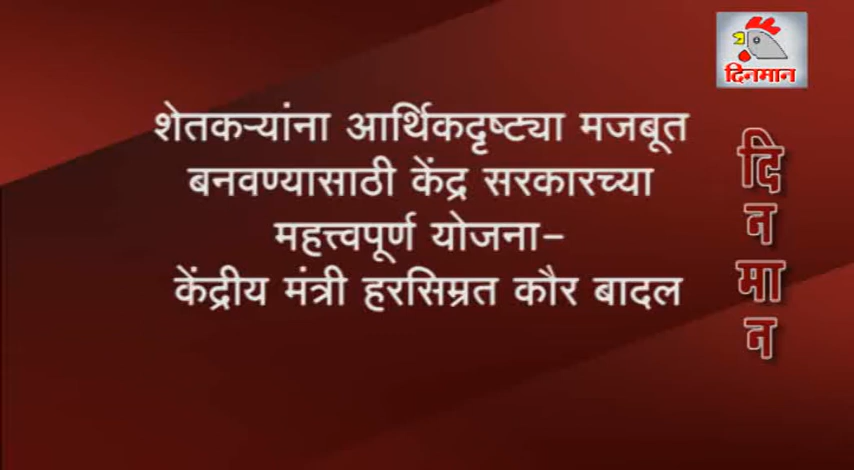 दिनमान
शेतकऱ्यांना आर्थिकदृष्ट्या मजबूत
बनवण्यासाठी केंद्र सरकारच्या
महत्त्वपूर्ण योजना-
केंद्रीय मंत्री हरसिम्रत कौर बादल
दि
न
मा
न